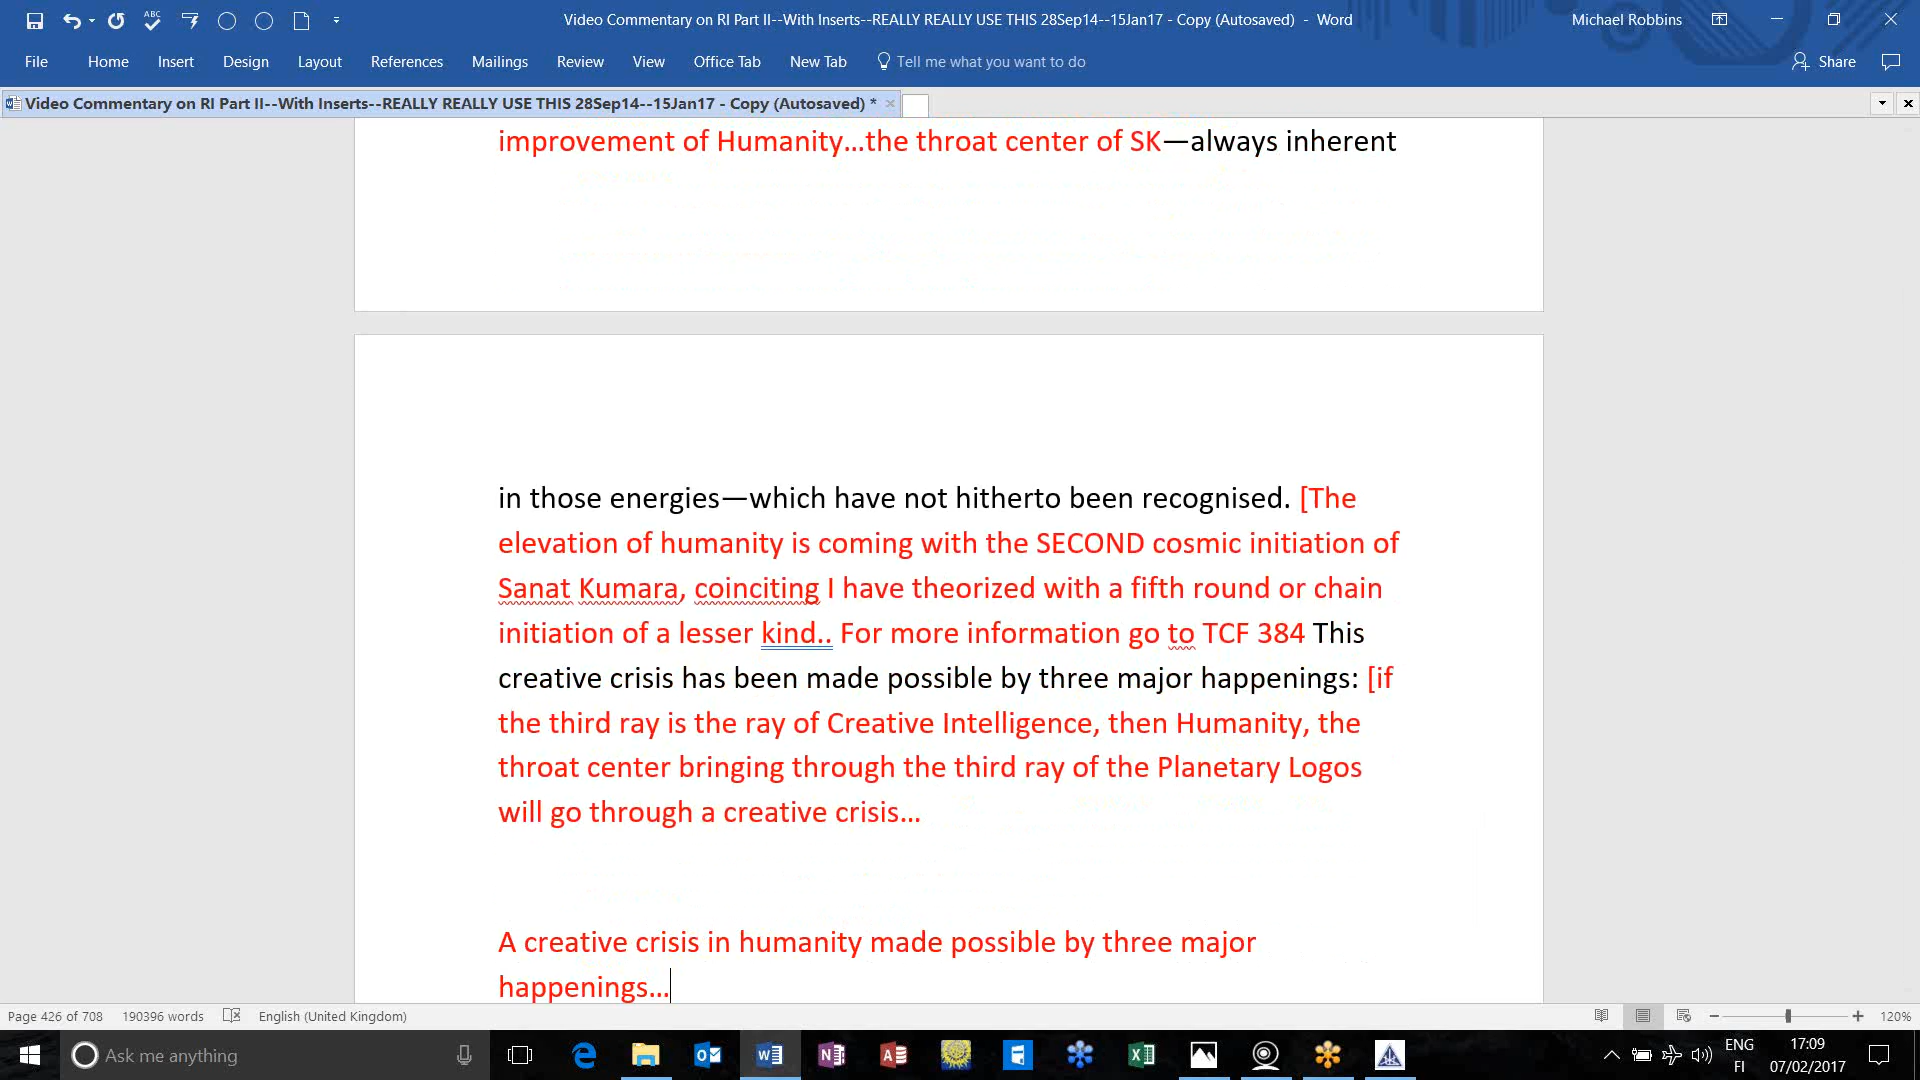 ABC
Video Commentary on RI Part II--With Inserts--REALLY REALLY USE THIS 28Sep14--15Jan17 - Copy (Autosaved) - Word
Michael Robbins
File Home Insert Design Layout References Mailings Review View Office Tab New Tab Tell me what you want to do Share
Video Commentary on RI Part II--With Inserts--REALLY REALLY USE THIS 28Sep14--15Jan17 - Copy (Autosaved) *
improvement of Humanity…the throat center of SK—always inherent
in those energies—which have not hitherto been recognised. [The
elevation of humanity is coming with the SECOND cosmic initiation of
Sanat Kumara, coinciting I have theorized with a fifth round or chain
initiation of a lesser kind.. For more information go to TCF 384 This
creative crisis has been made possible by three major happenings: [if
the third ray is the ray of Creative Intelligence, then Humanity, the
throat center bringing through the third ray of the Planetary Logos
will go through a creative crisis…
A creative crisis in humanity made possible by three major
happenings…
Page 426 of 708 190396 words English (United Kingdom) 120%
Ask me anything
ENG
FI
17:09
07/02/2017